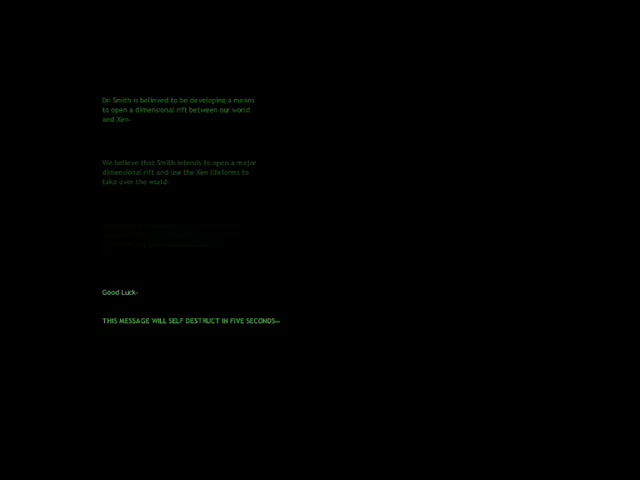 Dr. Smith is believed to be developing a means
to open a dimensional rift between our world
and Xen.
We believe that Smith intends to open a major
dimensional rift and use the Xen lifeforms to
take over the world.
Good Luck.
THIS MESSAGE WILL SELF DESTRUCT IN FIVE SECONDS...